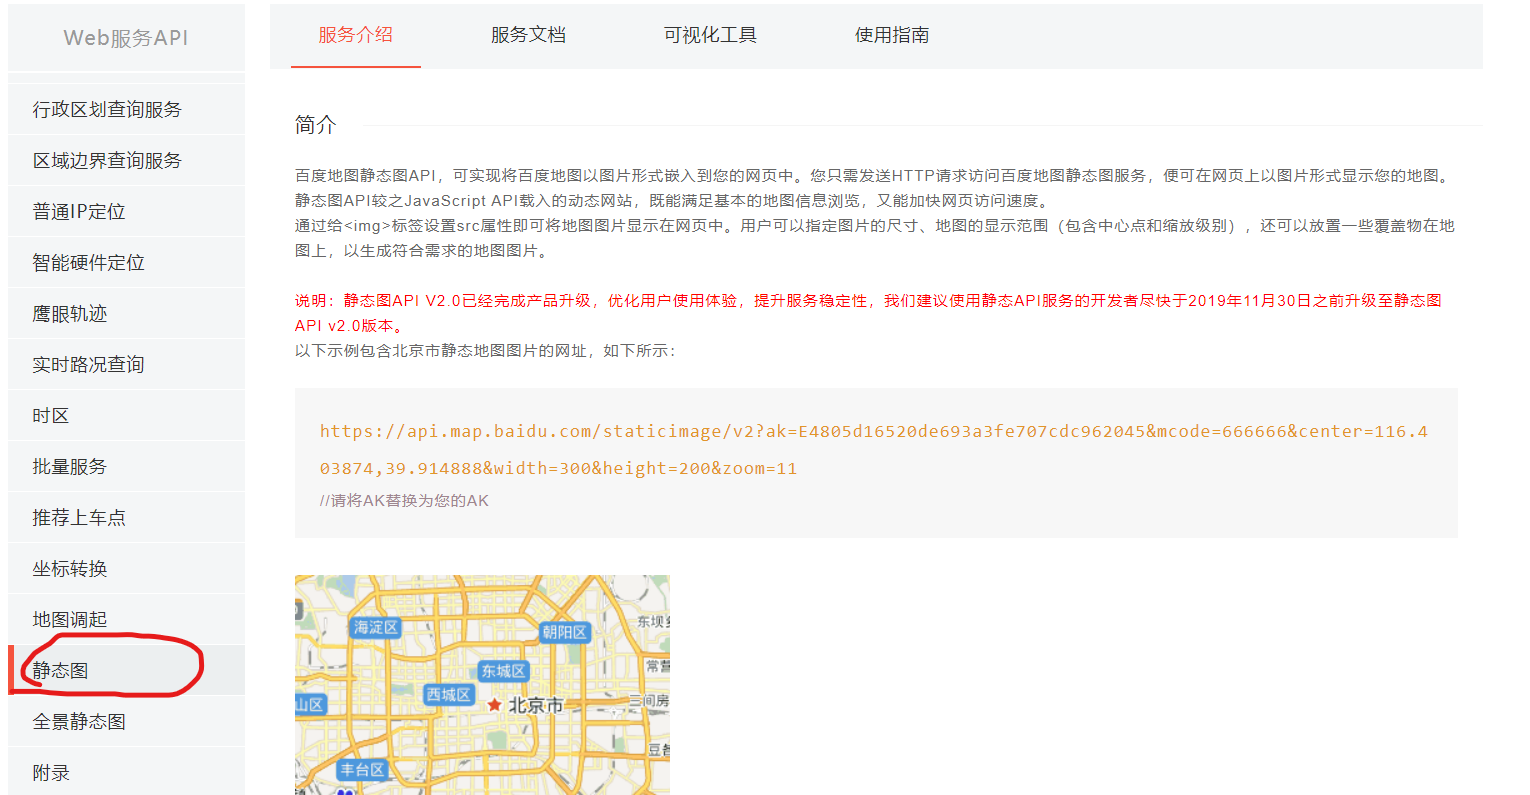 Web服务API
行政区划查询服务
区域边界查询服务
普通IP定位
智能硬件定位
鹰眼轨迹
实时路况查询
时区
批量服务
推荐上车点
坐标转换
地图调起
静态图
全景静态图
附录
服务介绍 服务文档 可视化工具 使用指南
简介
百度地图静态图API，可实现将百度地图以图片形式嵌入到您的网页中。您只需发送HTTP请求访问百度地图静态图服务，便可在网页上以图片形式显示您的地图。
静态图API较之JavaScript API载入的动态网站，既能满足基本的地图信息浏览，又能加快网页访问速度。
通过给<img>标签设置src属性即可将地图图片显示在网页中。用户可以指定图片的尺寸、地图的显示范围（包含中心点和缩放级别），还可以放置一些覆盖物在地
图上，以生成符合需求的地图图片。
说明：静态图API V2.0已经完成产品升级，优化用户使用体验，提升服务稳定性，我们建议使用静态API服务的开发者尽快于2019年11月30日之前升级至静态图
API v2.0版本。
以下示例包含北京市静态地图图片的网址，如下所示：
https://api.map.baidu.com/staticimage/v2?ak=E4805d16520de693a3fe707cdc962045&mcode=666666&center=116.4
03874,39.914888&width=300&height=200&zoom=11
//请将AK替换为您的AK
海淀区
朝阳区
东坝
东城区
常营
西城区
北京市
三间房
山区
丰台区